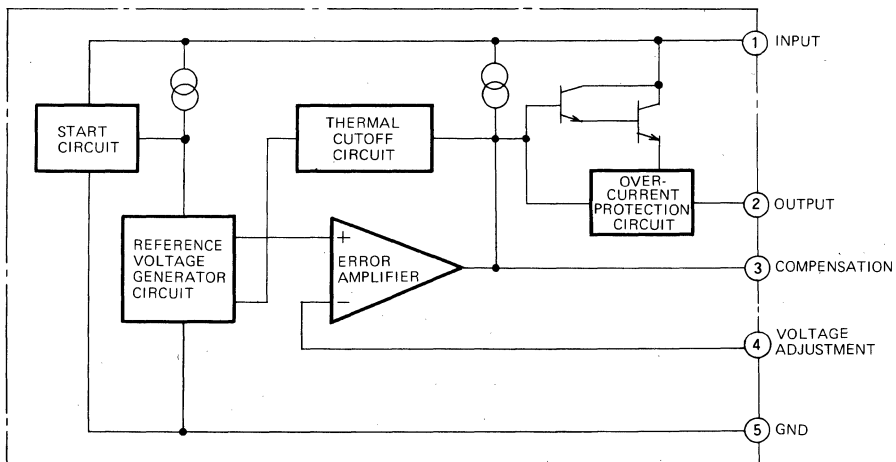 1 INPUT
START
CIRCUIT
THERMAL
CUTOFF
CIRCUIT
OVER-
CURRENT
PROTECTION
CIRCUIT
2 OUTPUT
REFERENCE
VOLTAGE
GENERATOR
CIRCUIT
+
ERROR
AMPLIFIER
−
3 COMPENSATION
4 VOLTAGE
ADJUSTMENT
5 GND